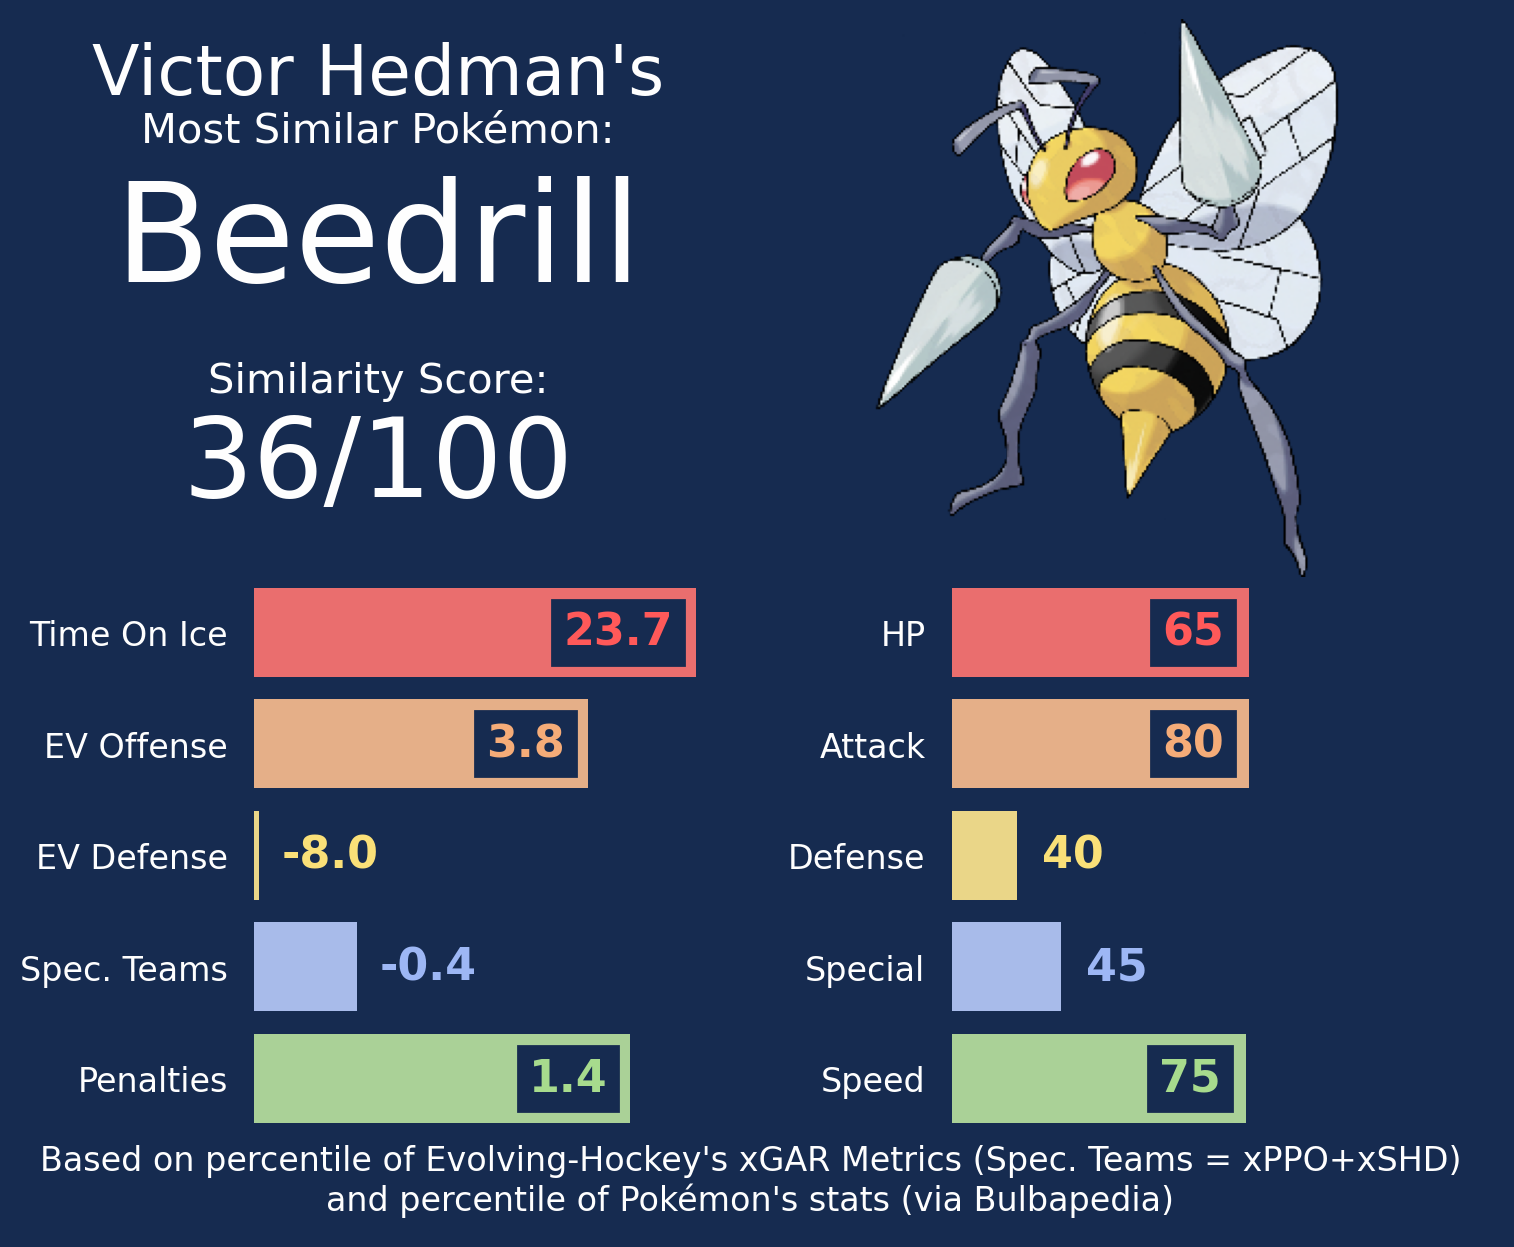 Victor Hedman's
Most Similar Pokémon:
Beedrill
Similarity Score:
36/100
Time On Ice 23.7
EV Offense 3.8
EV Defense -8.0
Spec. Teams -0.4
Penalties 1.4
HP 65
Attack 80
Defense 40
Special 45
Speed 75
Based on percentile of Evolving-Hockey's xGAR Metrics (Spec. Teams = xPPO+xSHD)
and percentile of Pokémon's stats (via Bulbapedia)